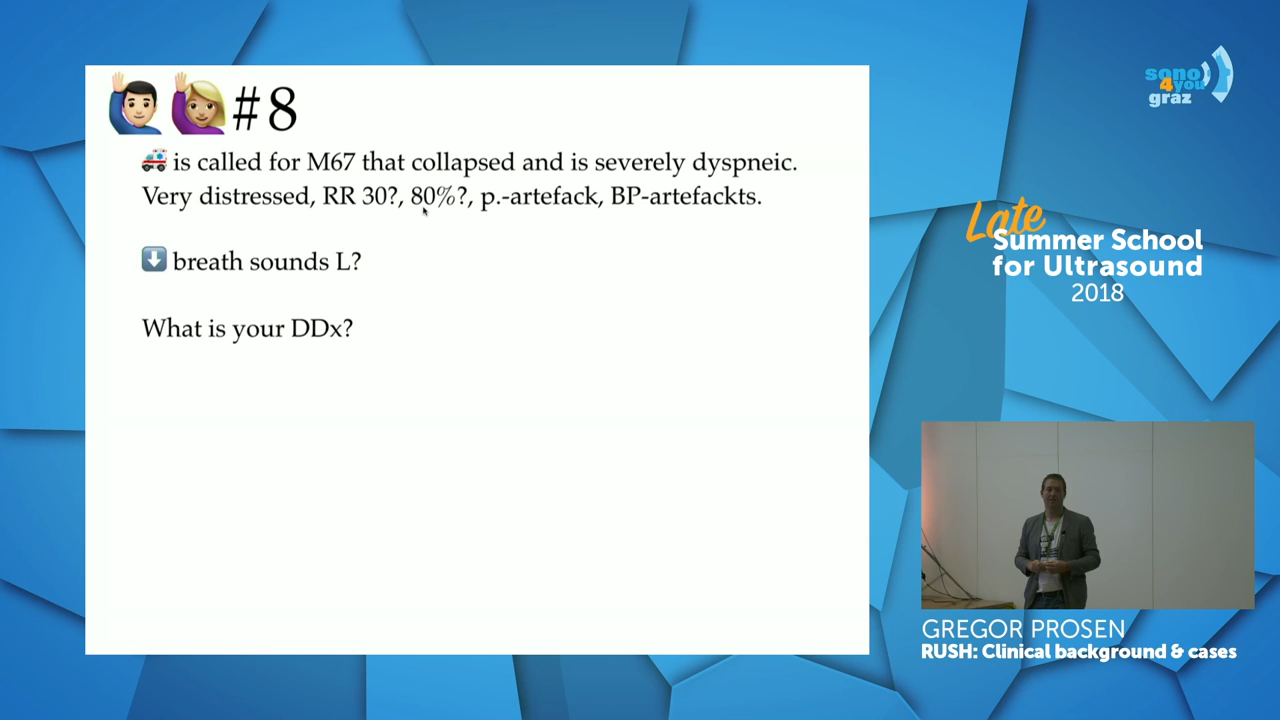 #8
is called for M67 that collapsed and is severely dyspneic.
Very distressed, RR 30?, 80%?, p.-artefack, BP-artefackts.
breath sounds L?
What is your DDx?
sono
4you
graz
Late
Summer School
for Ultrasound
2018
GREGOR PROSEN
RUSH: Clinical background & cases